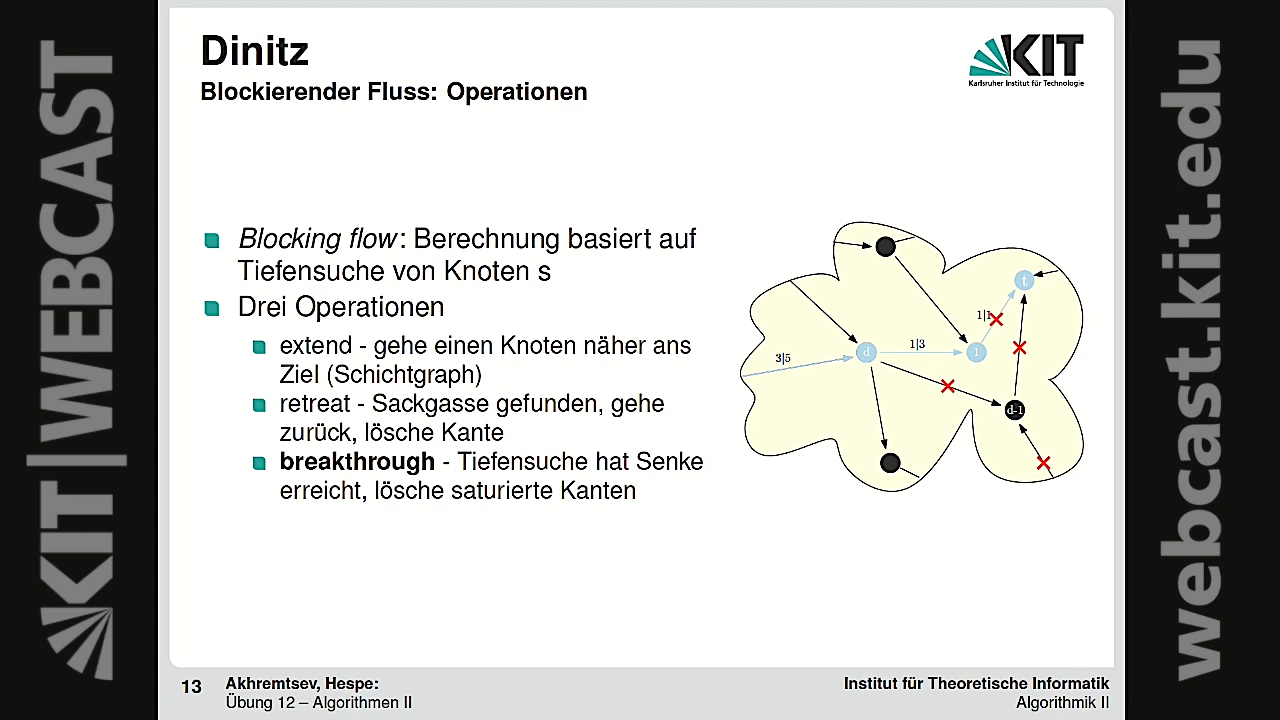 KIT|WEBCAST
Dinitz
Blockierender Fluss: Operationen
KIT
Karlsruher Institut für Technologie
Blocking flow: Berechnung basiert auf
Tiefensuche von Knoten s
Drei Operationen
extend - gehe einen Knoten näher ans
Ziel (Schichtgraph)
retreat - Sackgasse gefunden, gehe
zurück, lösche Kante
breakthrough - Tiefensuche hat Senke
erreicht, lösche saturierte Kanten
t
1|1
1|3
3|5
d
1
d-1
13
Akhremtsev, Hespe:
Übung 12 – Algorithmen II
Institut für Theoretische Informatik
Algorithmik II
webcast.kit.edu